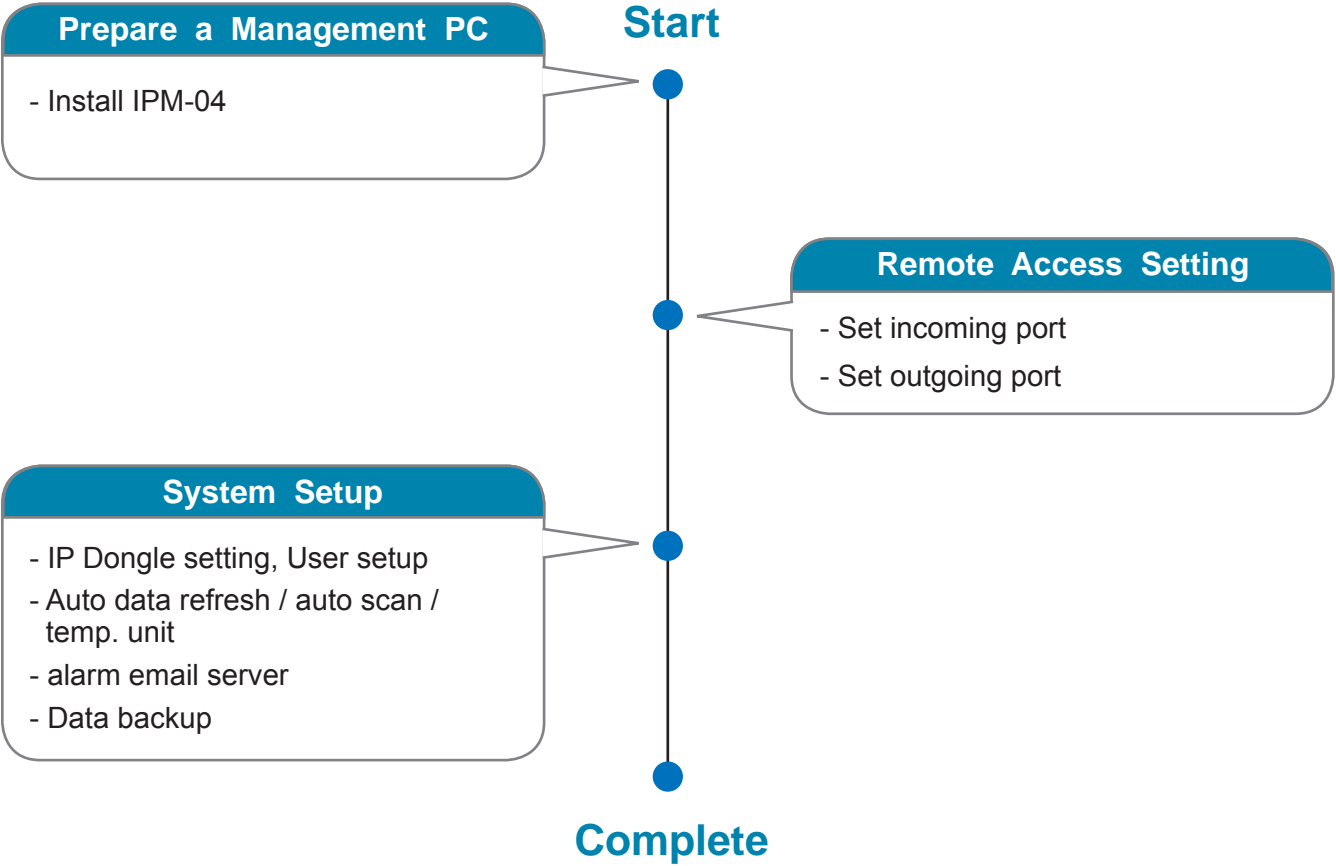 Start
Prepare a Management PC
- Install IPM-04
Remote Access Setting
- Set incoming port
- Set outgoing port
System Setup
- IP Dongle setting, User setup
- Auto data refresh / auto scan /
temp. unit
- alarm email server
- Data backup
Complete